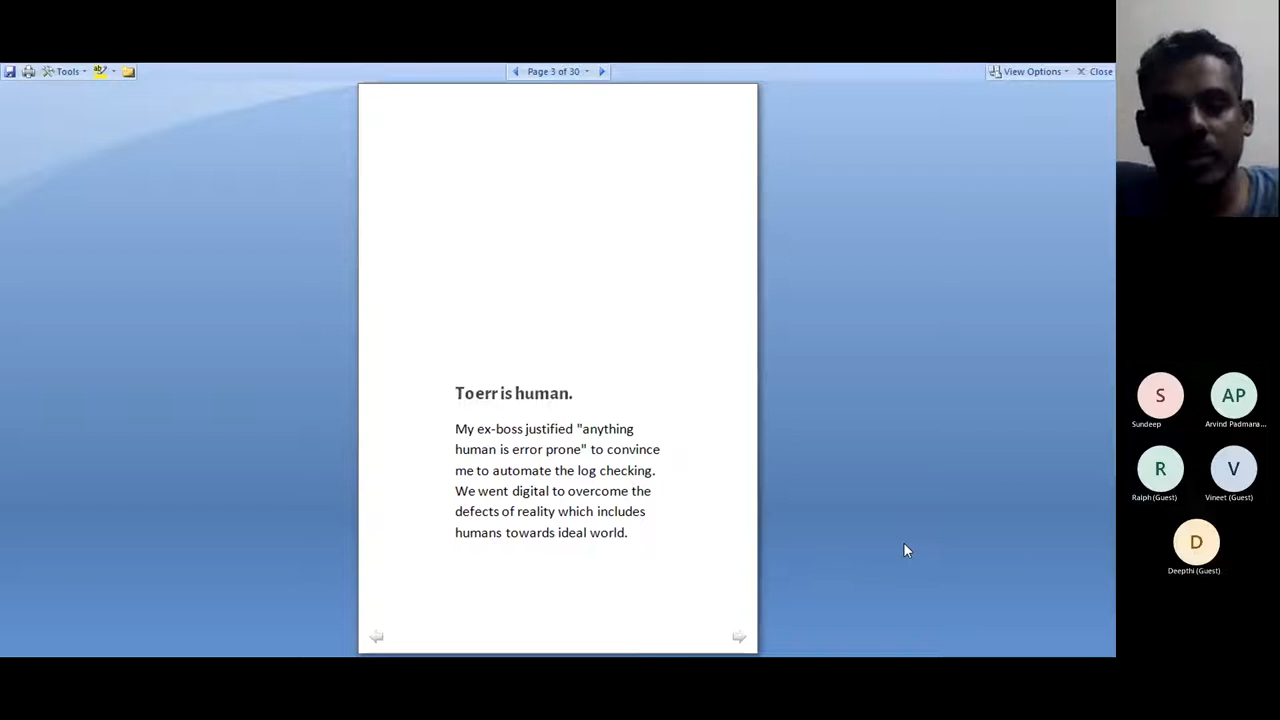 Tools
Page 3 of 30
View Options
Close
To err is human.
My ex-boss justified "anything
human is error prone" to convince
me to automate the log checking.
We went digital to overcome the
defects of reality which includes
humans towards ideal world.
S
AP
Sundeep
Arvind Padmana...
R
V
Ralph (Guest)
Vineet (Guest)
D
Deepthi (Guest)